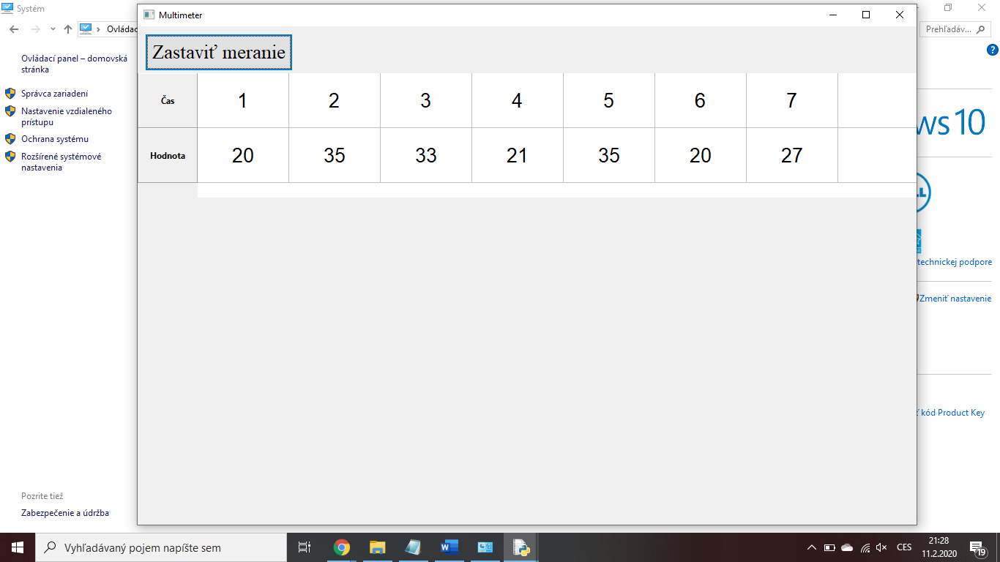 Systém
Multimeter
Ovládac
Prehľadáv...
Zastaviť meranie
Ovládací panel – domovská
stránka
Správca zariadení
Nastavenie vzdialeného
prístupu
Ochrana systému
Rozšírené systémové
nastavenia
Čas 1 2 3 4 5 6 7
Hodnota 20 35 33 21 35 20 27
ws 10
LL
technickej podpore
Zmeniť nastavenie
ť kód Product Key
Pozrite tiež
Zabezpečenie a údržba
Vyhľadávaný pojem napíšte sem
CES
21:28
11.2.2020
19